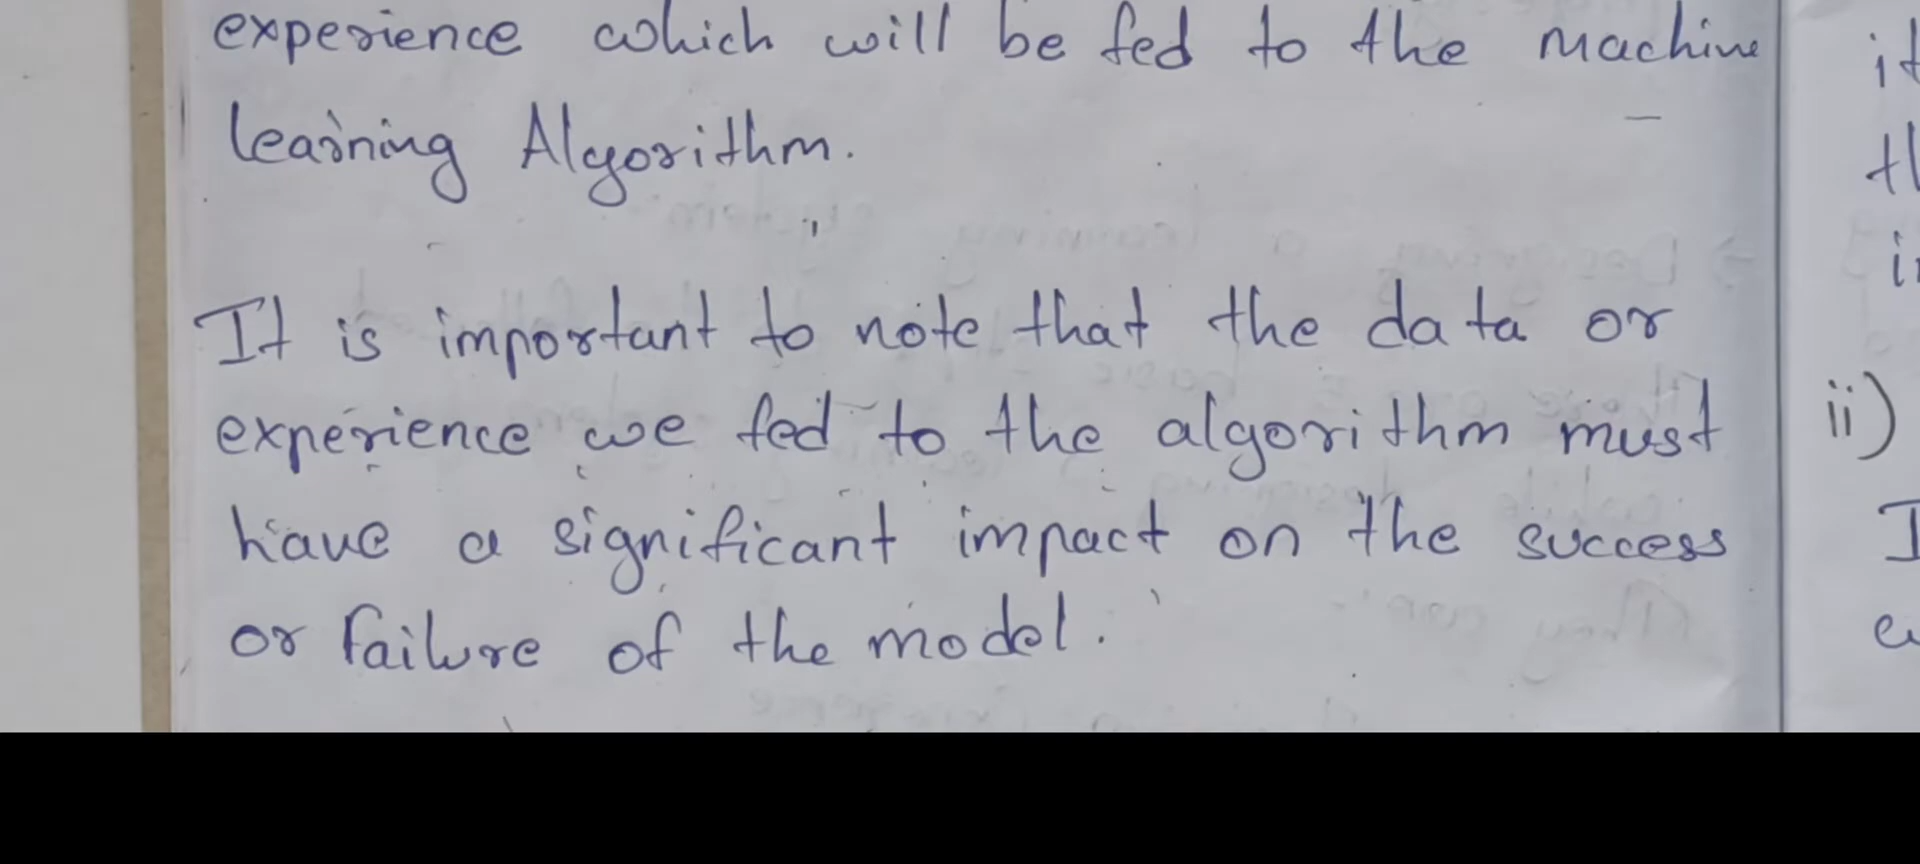 experience which will be fed to the machine
learning Algorithm.
It is important to note that the data or
experience we fed to the algorithm must
have a significant impact on the success
or failure of the model.
ii)